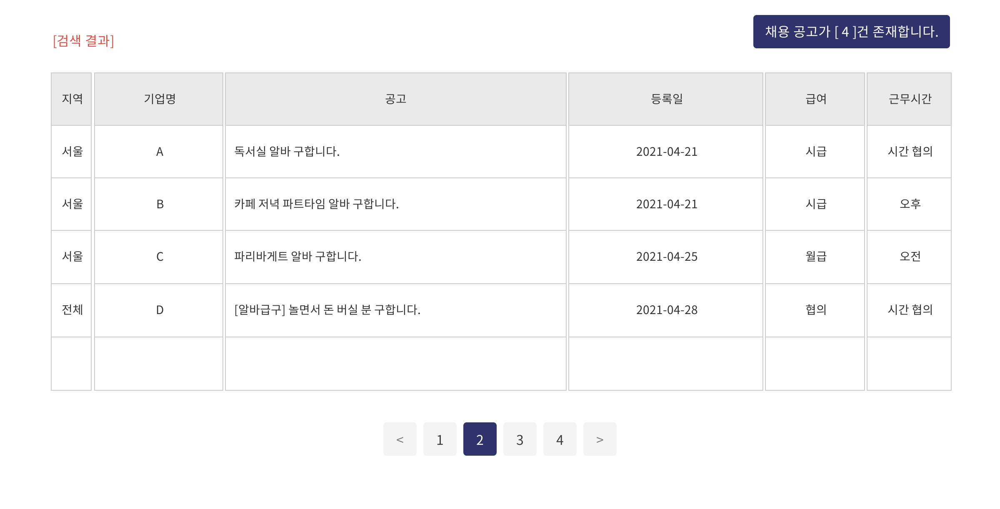 채용 공고가 [ 4 ]건 존재합니다.
[검색 결과]
지역 기업명 공고 등록일 급여 근무시간
서울 A 독서실 알바 구합니다. 2021-04-21 시급 시간 협의
서울 B 카페 저녁 파트타임 알바 구합니다. 2021-04-21 시급 오후
서울 C 파리바게트 알바 구합니다. 2021-04-25 월급 오전
전체 D [알바급구] 놀면서 돈 버실 분 구합니다. 2021-04-28 협의 시간 협의
< 1 2 3 4 >